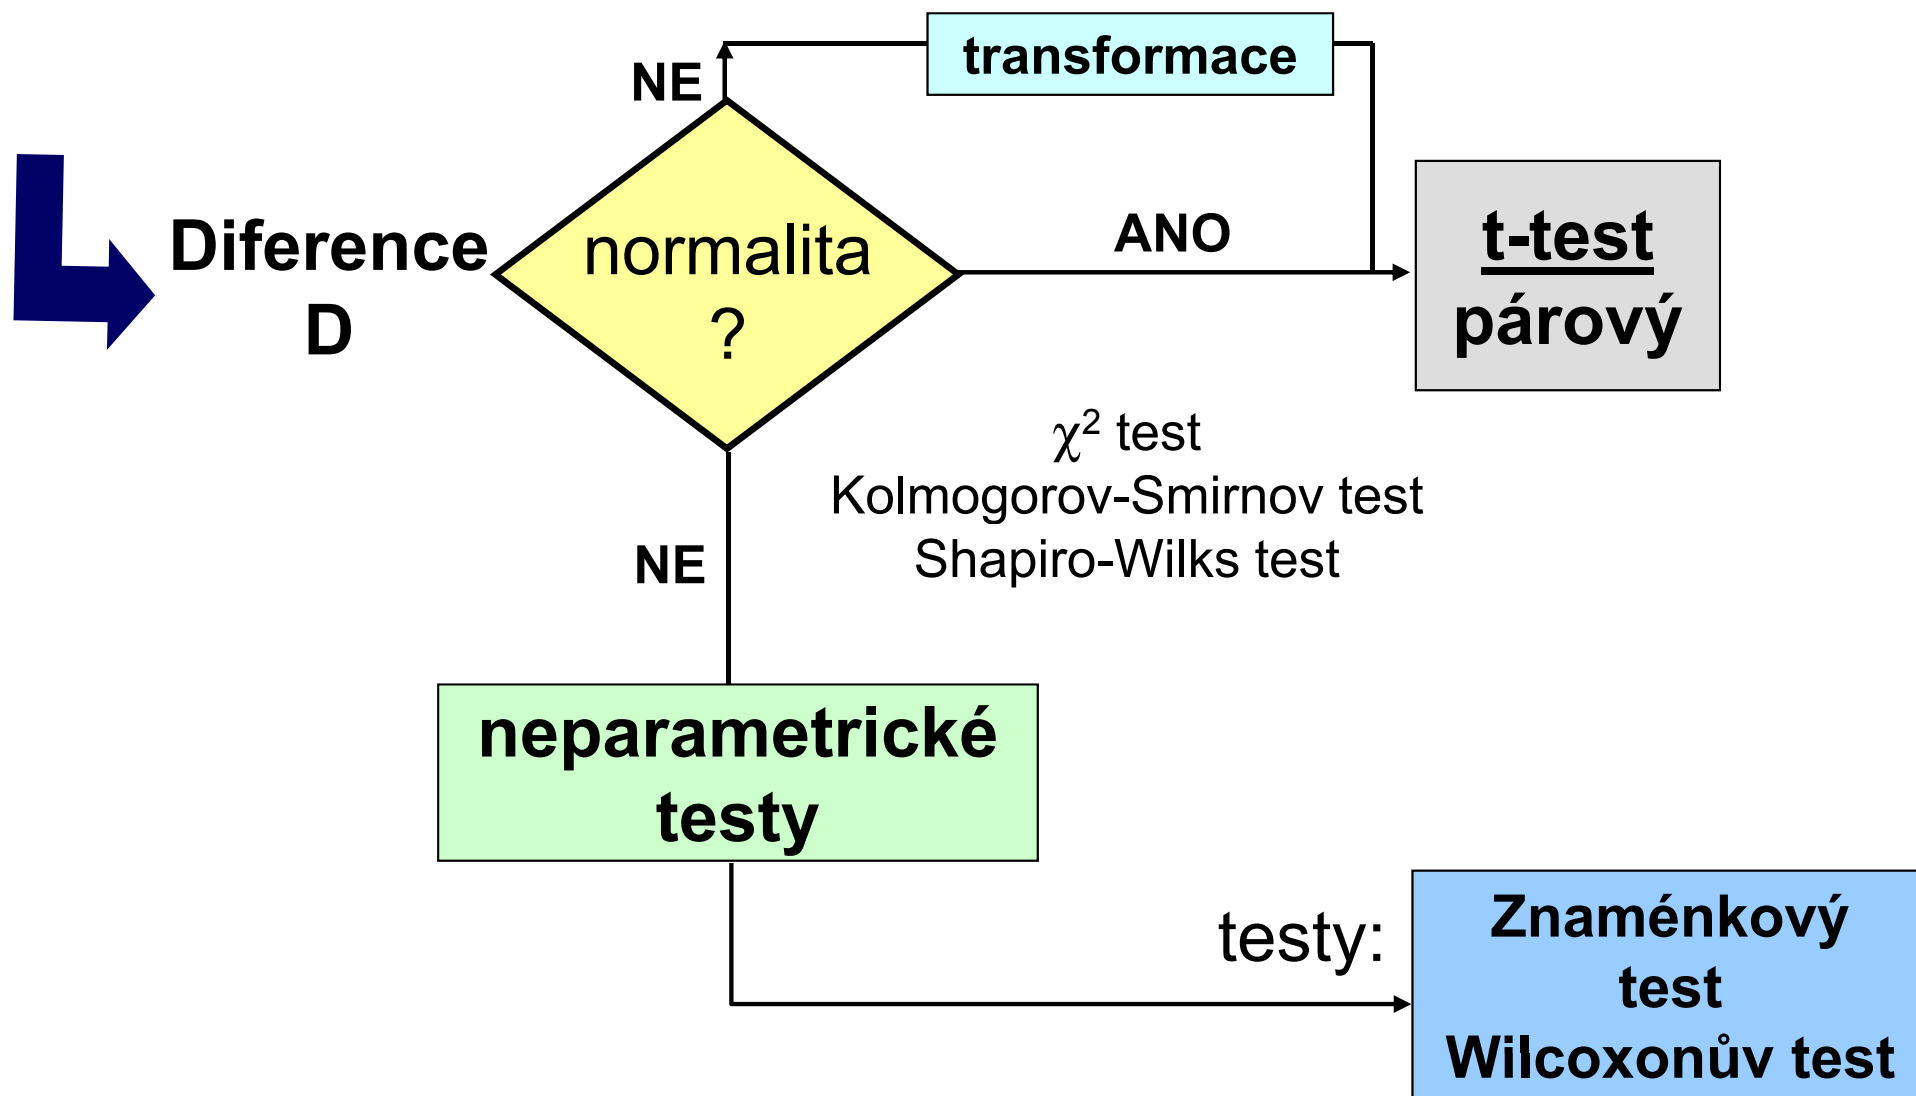 transformace
NE
Diference
D
normalita
?
ANO
t-test
párový
χ² test
Kolmogorov-Smirnov test
Shapiro-Wilks test
NE
neparametrické
testy
testy:
Znaménkový
test
Wilcoxonův test